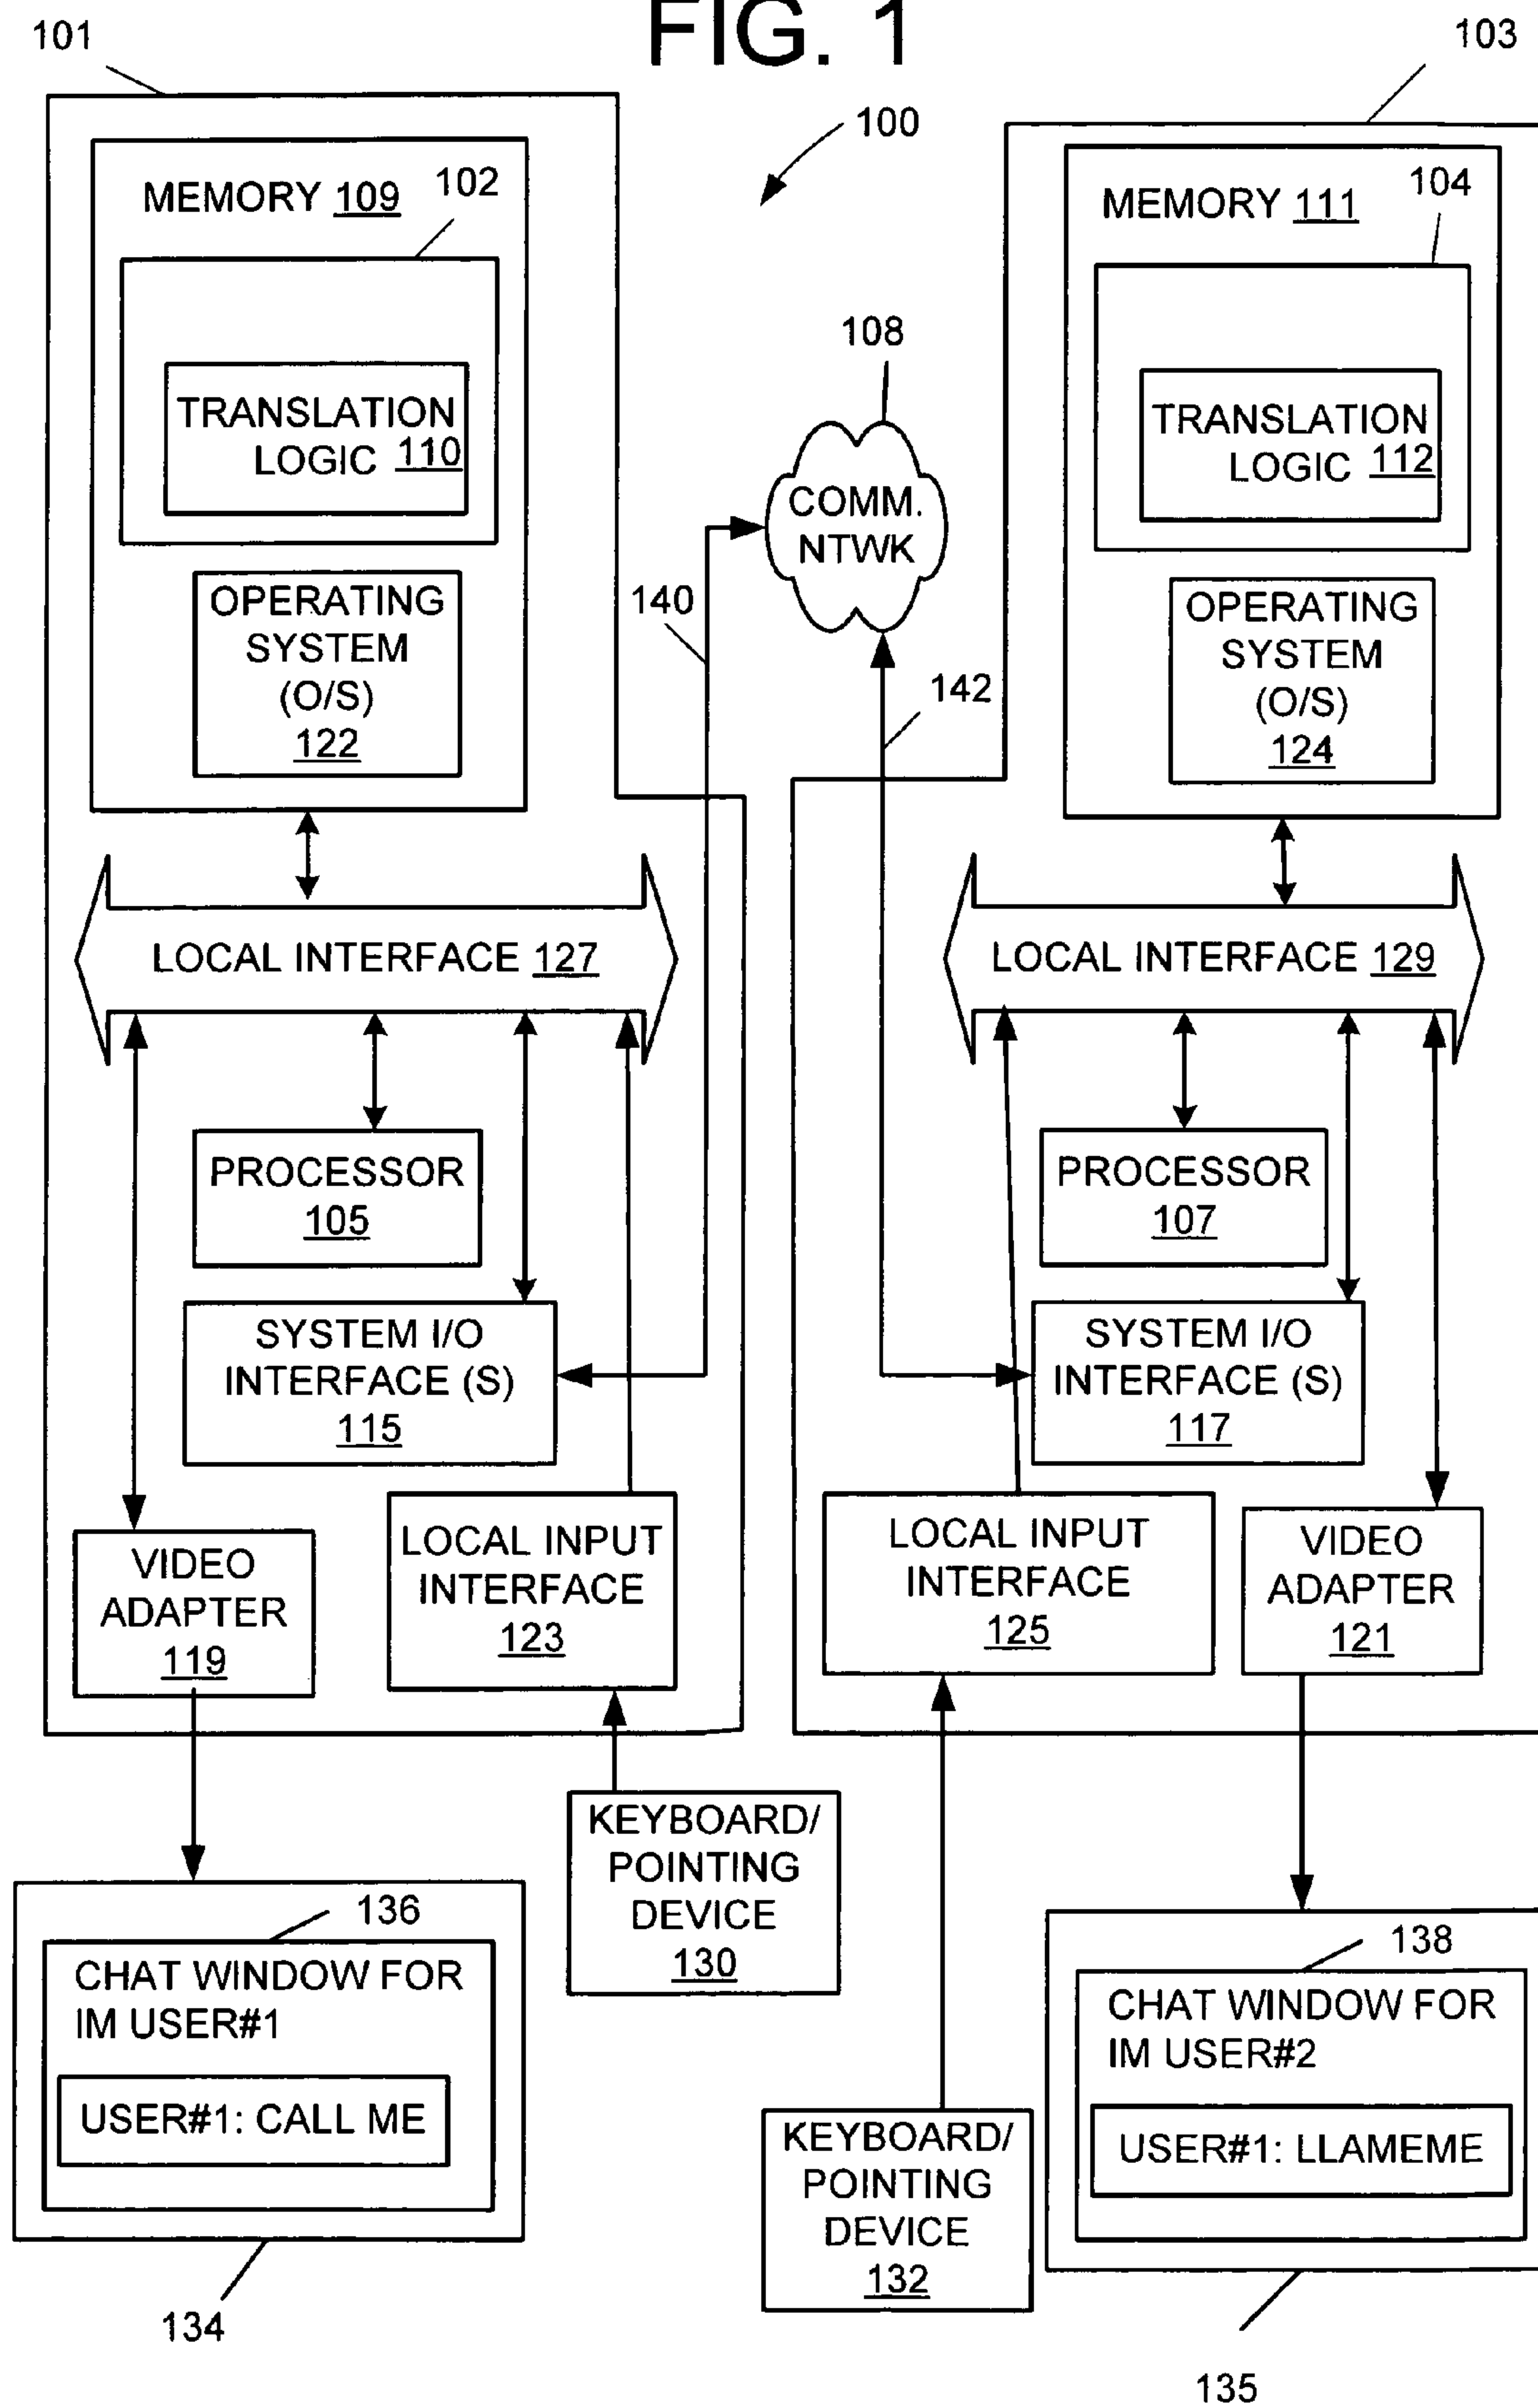 FIG. 1
101
103
100
MEMORY 109
102
TRANSLATION
LOGIC 110
OPERATING
SYSTEM
(O/S)
122
LOCAL INTERFACE 127
PROCESSOR
105
SYSTEM I/O
INTERFACE (S)
115
VIDEO
ADAPTER
119
LOCAL INPUT
INTERFACE
123
KEYBOARD/
POINTING
DEVICE
130
136
CHAT WINDOW FOR
IM USER#1
USER#1: CALL ME
134
108
COMM.
NTWK
140
142
MEMORY 111
104
TRANSLATION
LOGIC 112
OPERATING
SYSTEM
(O/S)
124
LOCAL INTERFACE 129
PROCESSOR
107
SYSTEM I/O
INTERFACE (S)
117
LOCAL INPUT
INTERFACE
125
VIDEO
ADAPTER
121
KEYBOARD/
POINTING
DEVICE
132
138
CHAT WINDOW FOR
IM USER#2
USER#1: LLAMEME
135